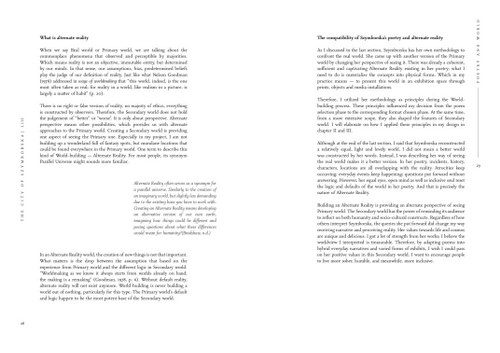 What is alternate reality
When we say Real world or Primary world, we are talking about the
commonplace phenomena that observed and perceptible by majorities.
Which means reality is not an objective, immutable entity, but determined
by our minds. In that sense, our assumptions, bias, predetermined beliefs
play the judge of our definition of reality. Just like what Nelson Goodman
(1978) addressed in ways of worldmaking that "this world, indeed, is the one
most often taken as real; for reality in a world, like realism in a picture, is
largely a matter of habit" (p. 20).
There is no right or false version of reality, no majority of ethics, everything
is constructed by observers. Therefore, the Secondary world does not hold
the judgement of "better" or "worse". It is only about perspective. Alternate
perspective means other possibilities, which provides us with alternate
approaches to the Primary world. Creating a Secondary world is providing
new aspect of seeing the Primary one. Especially in my project, I am not
building up a wonderland full of fantasy spirit, but mundane locations that
could be found everywhere in the Primary world. One term to describe this
kind of World-building — Alternate Reality. For most people, its synonym
Parallel Universe might sounds more familiar.
Alternate Reality often serves as a synonym for
a parallel universe. Similarly to the creation of
an imaginary world, but slightly less demanding
due to the existing base you have to work with.
Creating an Alternate Reality means developing
an alternative version of our own earth,
imagining how things could be different and
posing questions about what those differences
would mean for humanity
In an Alternate Reality world, the creation of new things is not that important.
What matters is the drop between the assumption that based on the
experience from Primary world and the different logic in Secondary world.
"Worldmaking as we know it always starts from worlds already on hand:
the making is a remaking" (Goodman, 1978, p. 6). Without default reality,
alternate reality will not exist anymore. World-building is never building a
world out of nothing, particularly for this type. The Primary world's default
and logic happen to be the most potent base of the Secondary world.
The compatibility of Szymborska's poetry and alternate reality
As I discussed in the last section, Szymborska has her own methodology to
confront the real world. She came up with another version of the Primary
world by changing her perspective of seeing it. There was already a coherent,
sufficient and captivating Alternate Reality existing in her poetry; what I
need to do is materialize the concepts into physical forms. Which is my
practice means — to present this world in an exhibition space through
prints, objects and media installations.
Therefore, I utilized her methodology as principles during the World-
building process. These principles influenced my decision from the poem
selection phase to the corresponding format chosen phase. At the same time,
from a more extensive scope, they also shaped the features of Secondary
world. I will elaborate on how I applied these principles in my design in
chapter II and III.
Although at the end of the last section, I said that Szymborska reconstructed
a relatively equal, light and lovely world, I did not mean a better world
was constructed by her words. Instead, I was describing her way of seeing
the real world makes it a better version. In her poetry, incidents, history,
characters, locations are all overlapping with the reality. Atrocities keep
occurring; everyday events keep happening; questions put forward without
answering. However, her equal eyes, open mind as well as inclusive and meet
the logic and defaults of the world in her poetry. And that is precisely the
nature of Alternate Reality.
Building an Alternate Reality is providing an alternate perspective of seeing
Primary world. The Secondary world has the power of reminding its audience
to reflect on both humanity and socio-cultural constructs. Regardless of how
others interpret Szymborska, the queries she put forward did change my way
receiving narrative and perceiving reality. Her values towards life and cosmos
are unique and delicious. I got a lot of strength from her works. I believe the
worldview I interpreted is treasurable. Therefore, by adapting poems into
hybrid everyday narratives and varied forms of exhibits, I wish I could pass
on her positive values in this Secondary world. I want to encourage people
to live more sober, humble, and meanwhile, more inclusive.